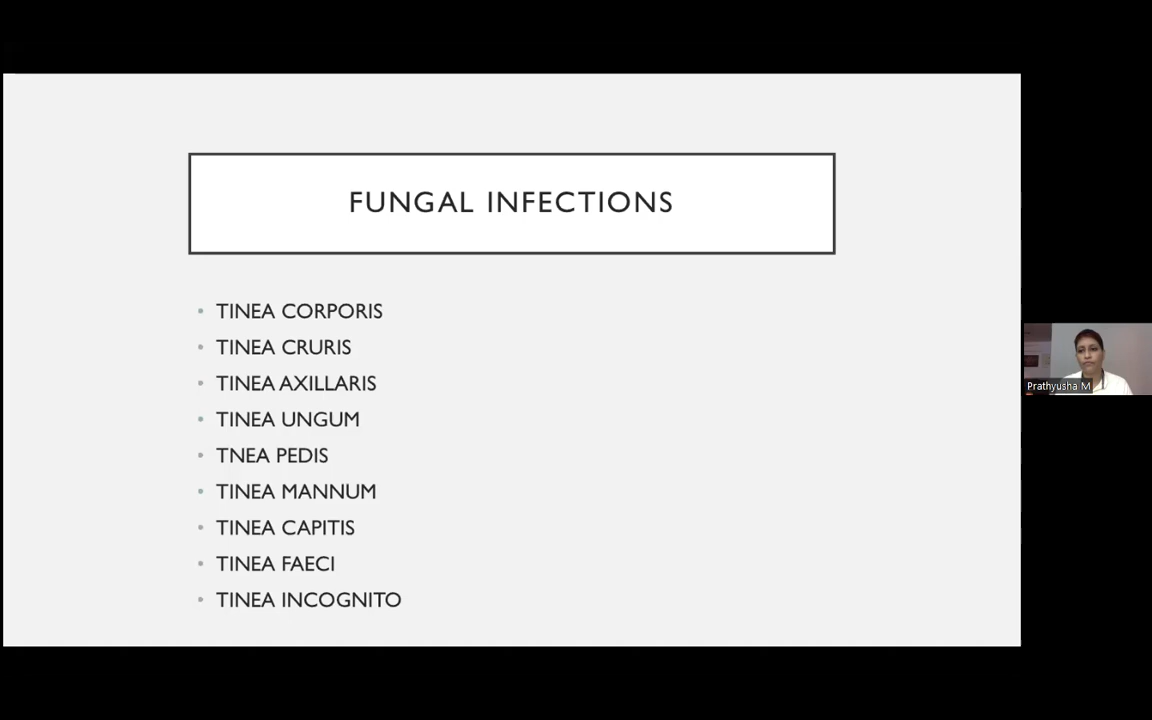 FUNGAL INFECTIONS
• TINEA CORPORIS
• TINEA CRURIS
• TINEA AXILLARIS
• TINEA UNGUM
• TNEA PEDIS
• TINEA MANNUM
• TINEA CAPITIS
• TINEA FAECI
• TINEA INCOGNITO
Prathyusha M